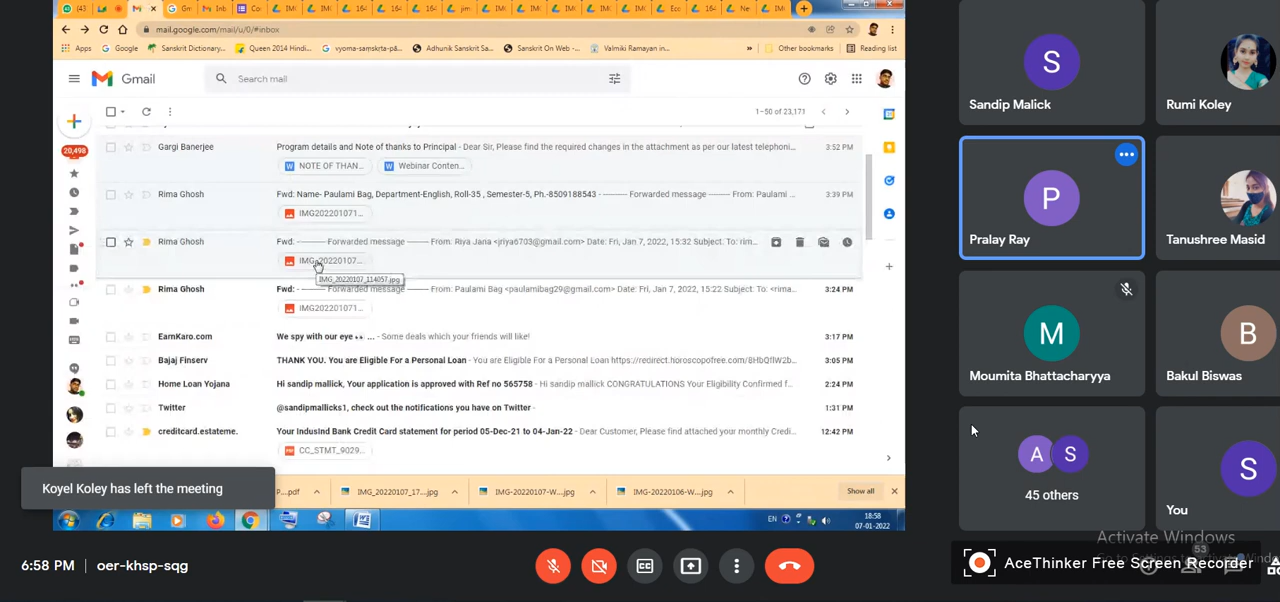 mail.google.com/mail/u/0/#inbox
Apps Google Sanskrit Dictionary... Queen 2014 Hindi... vyoma-samskrta-pā... Adhunik Sanskrit Sa... Sanskrit On Web -... Valmiki Ramayan in... » Other bookmarks Reading list
Gmail Search mail
1–50 of 23,171
20,498
Gargi Banerjee Program details and Note of thanks to Principal - Dear Sir, Please find the required changes in the attachment as per our latest telephoni... 3:52 PM
NOTE OF THAN... Webinar Conten...
Rima Ghosh Fwd: Name- Paulami Bag, Department-English, Roll-35 , Semester-5, Ph.-8509188543 - ---------- Forwarded message --------- From: Paulami ... 3:39 PM
IMG202201071...
Rima Ghosh Fwd: - ---------- Forwarded message --------- From: Riya Jana <jriya6703@gmail.com> Date: Fri, Jan 7, 2022, 15:32 Subject: To: rim...
IMG_20220107...
IMG_20220107_114057.jpg
Rima Ghosh Fwd: - ---------- Forwarded message --------- From: Paulami Bag <paulamibag29@gmail.com> Date: Fri, Jan 7, 2022, 15:22 Subject: To: <rima... 3:24 PM
IMG202201071...
EarnKaro.com We spy with our eye 👀 ... - Some deals which your friends will like! 3:17 PM
Bajaj Finserv THANK YOU. You are Eligible For a Personal Loan - You are Eligible For A Personal Loan https://redirect.horoscopofree.com/8HbQflW2b... 3:05 PM
Home Loan Yojana Hi sandip mallick, Your application is approved with Ref no 565758 - Hi sandip mallick CONGRATULATIONS Your Eligibility Confirmed f... 2:24 PM
Twitter @sandipmallicks1, check out the notifications you have on Twitter - 1:31 PM
creditcard.estateme. Your IndusInd Bank Credit Card statement for period 05-Dec-21 to 04-Jan-22 - Dear Customer, Please find attached your monthly Credi... 12:42 PM
CC_STMT_9029...
Koyel Koley has left the meeting
P....pdf IMG_20220107_17....jpg IMG-20220107-W....jpg IMG-20220106-W....jpg Show all
EN 18:58
07-01-2022
Sandip Malick Rumi Koley
Pralay Ray Tanushree Masid
Moumita Bhattacharyya Bakul Biswas
45 others You
S
P
M B
A S S
Activate Windows
53
6:58 PM | oer-khsp-sqg
AceThinker Free Screen Recorder